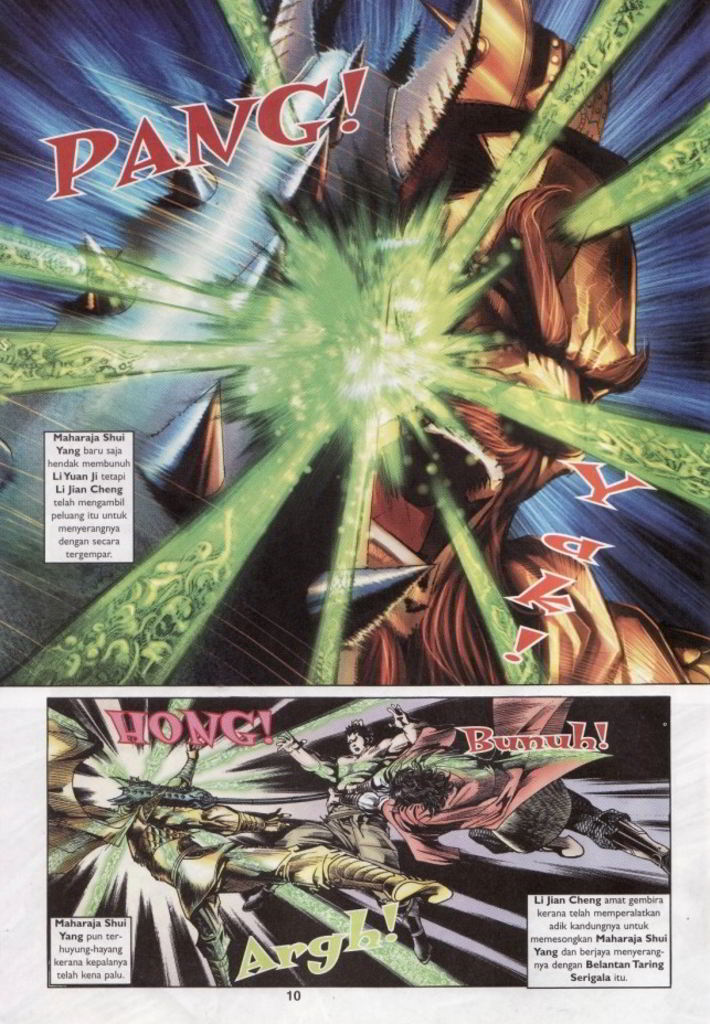 PANG!
Maharaja Shui
Yang baru saja
hendak membunuh
Li Yuan Ji tetapi
Li Jian Cheng
telah mengambil
peluang itu untuk
menyerangnya
dengan secara
tergempar.
YAK!
HONG!
Bunuh!
Maharaja Shui
Yang pun ter-
huyung-hayang
kerana kepalanya
telah kena palu.
Argh!
Li Jian Cheng amat gembira
kerana telah memperalatkan
adik kandungnya untuk
memesongkan Maharaja Shui
Yang dan berjaya menyerang-
nya dengan Belantan Taring
Serigala itu.
10